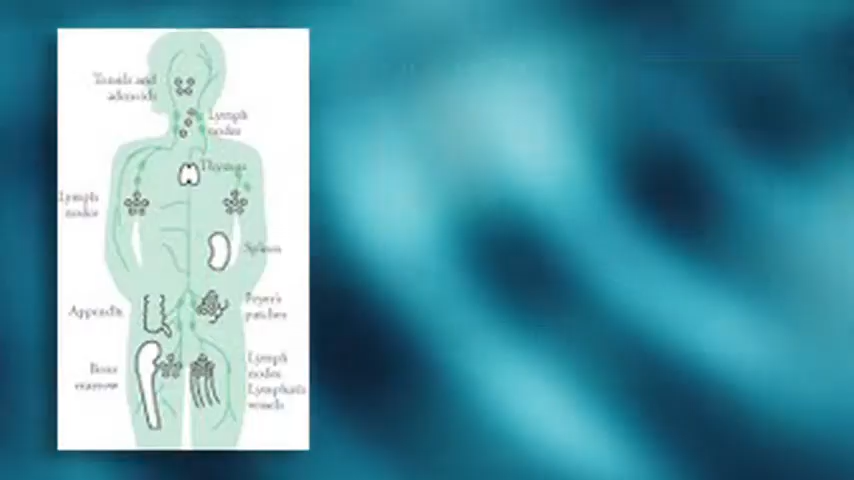 Tonsils and
adenoids
Lymph
nodes
Thymus
Lymph
nodes
Spleen
Appendix
Peyer's
patches
Bone
marrow
Lymph
nodes
Lymphatic
vessels